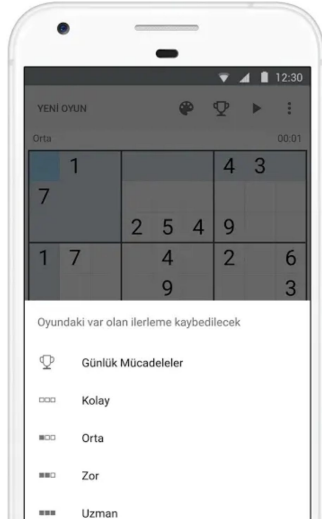 12:30
YENİ OYUN
Orta 00:01
1 4 3
7
2 5 4 9
1 7 4 2 6
9 3
Oyundaki var olan ilerleme kaybedilecek
Günlük Mücadeleler
Kolay
Orta
Zor
Uzman